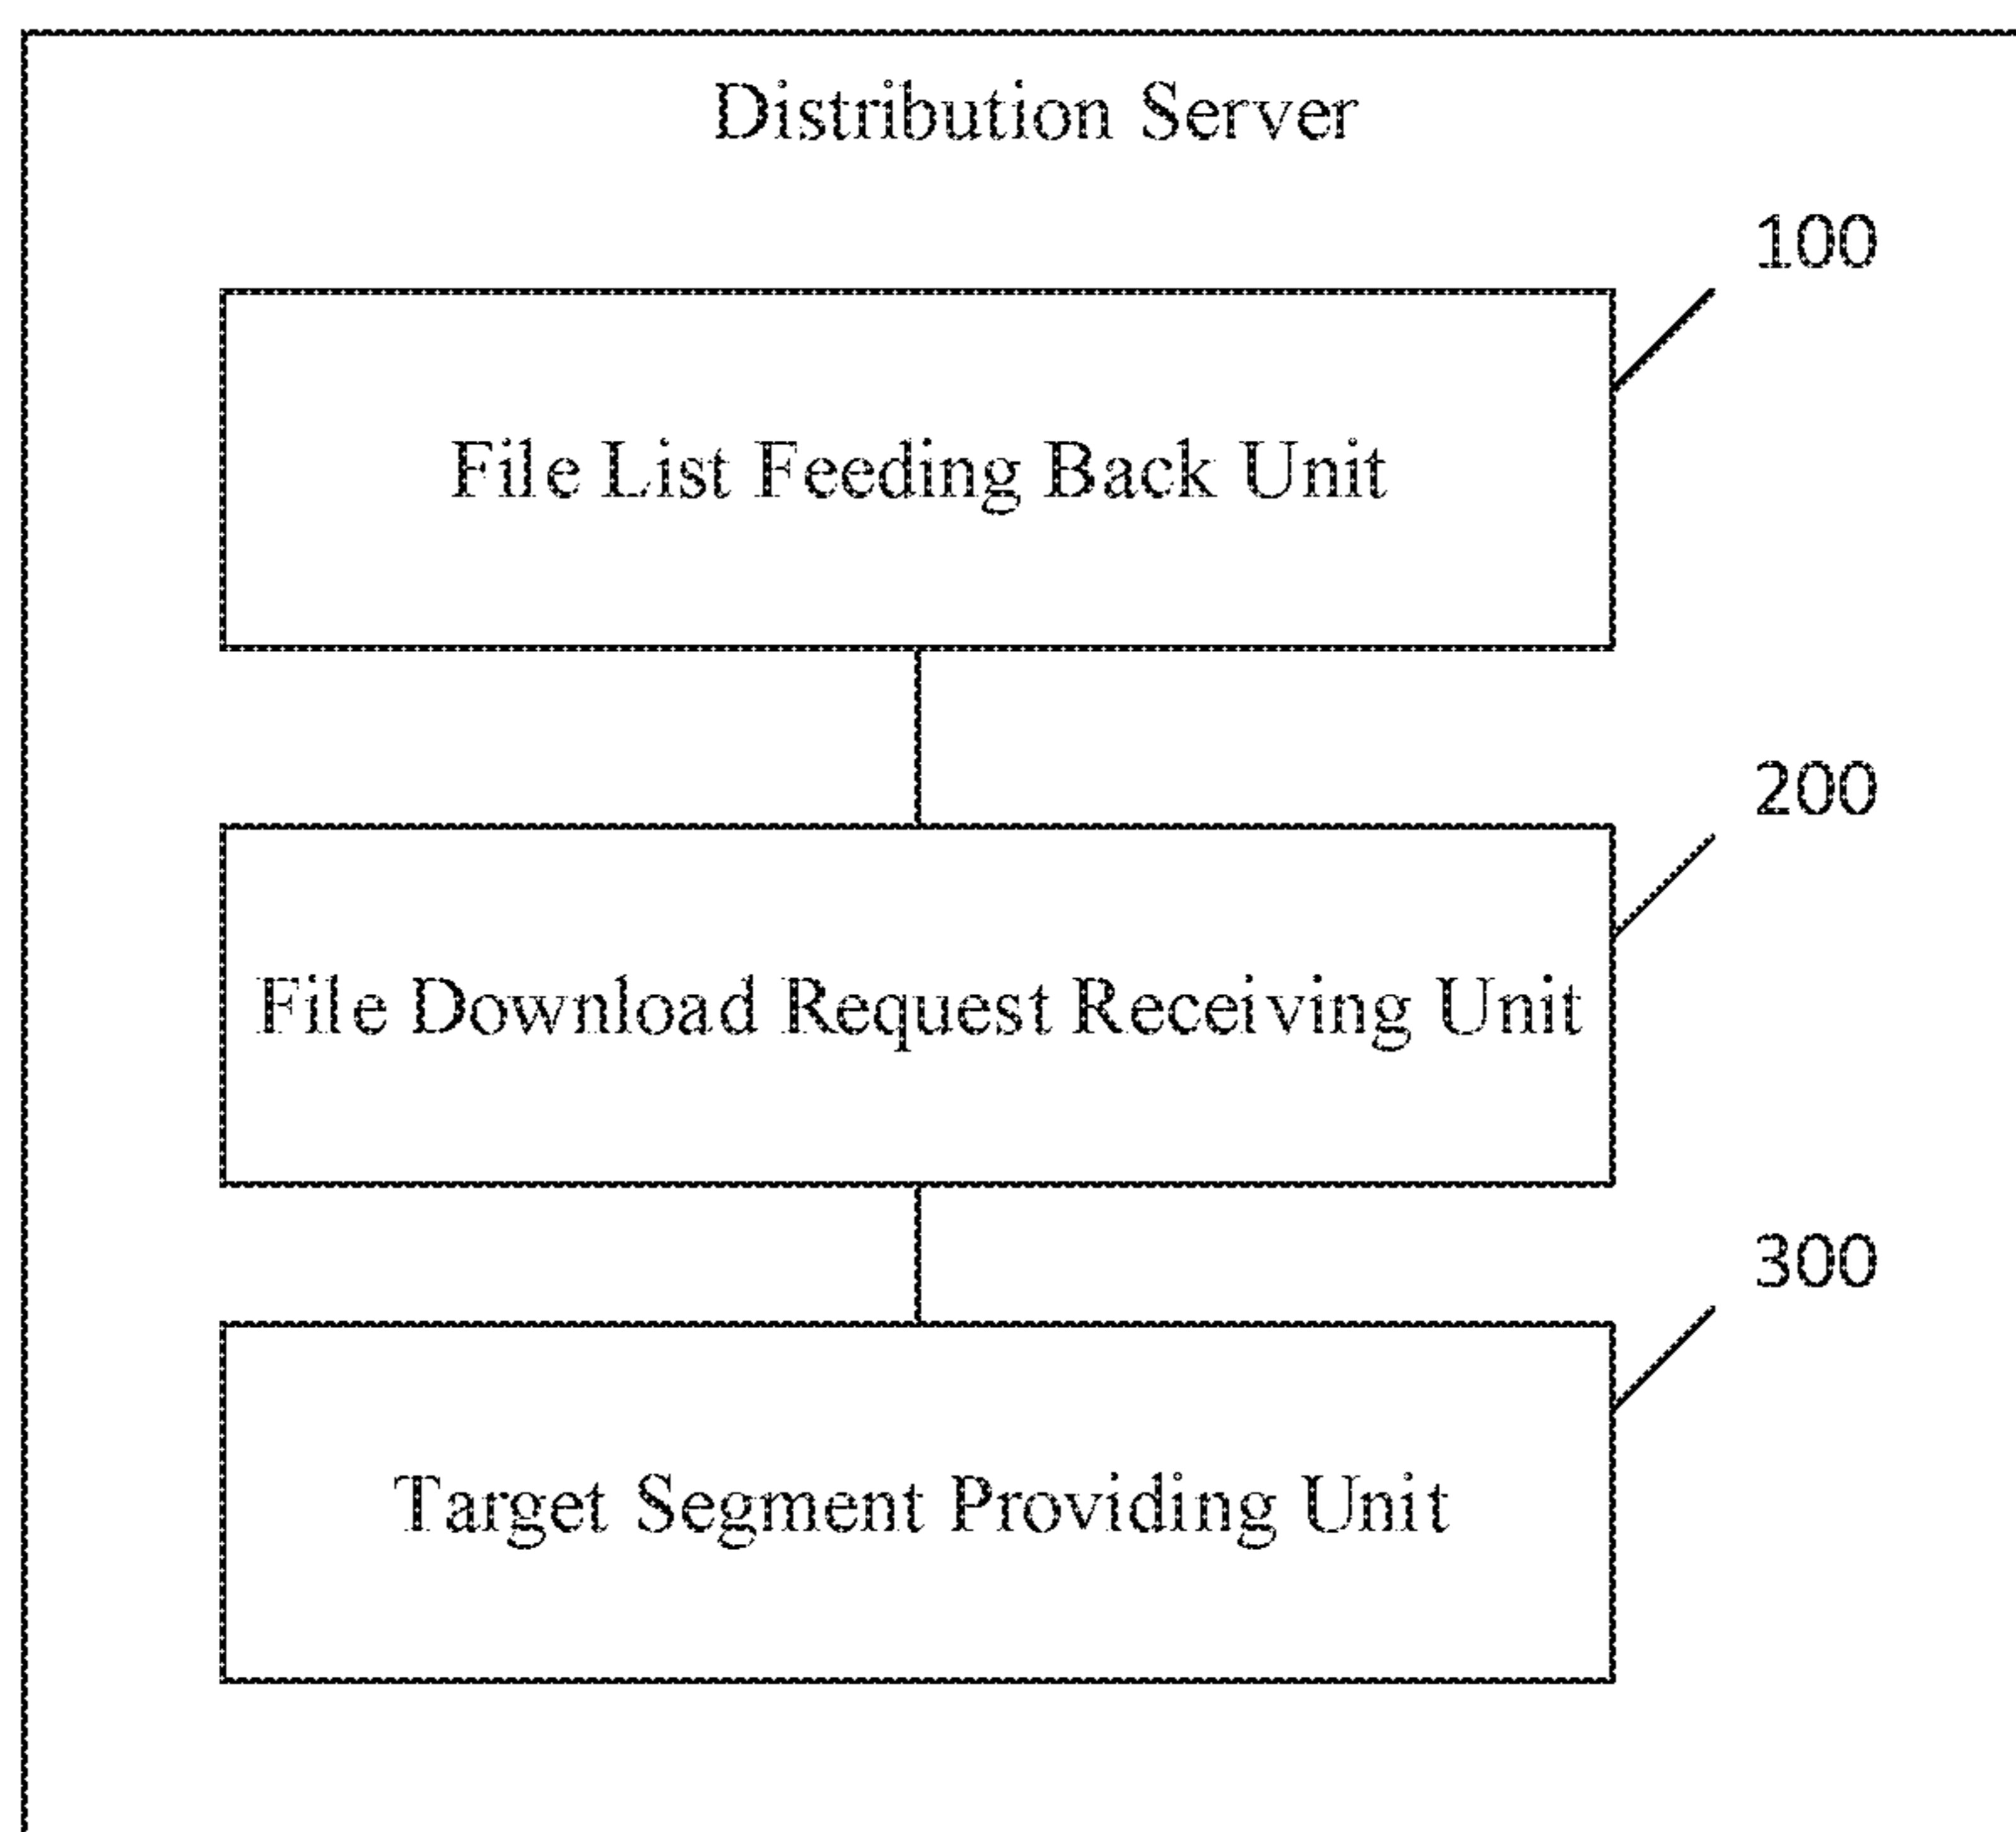 Distribution Server
100
File List Feeding Back Unit
200
File Download Request Receiving Unit
300
Target Segment Providing Unit